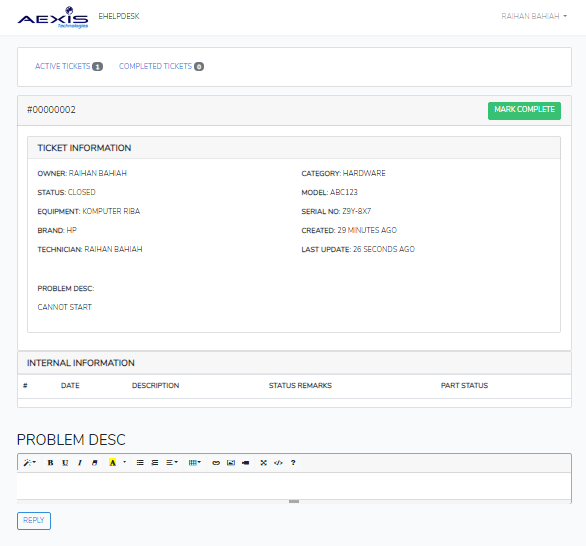 AEXIS
Technologies
EHELPDESK
RAIHAN BAHIAH
ACTIVE TICKETS 1 COMPLETED TICKETS 0
#00000002 MARK COMPLETE
TICKET INFORMATION
OWNER: RAIHAN BAHIAH CATEGORY: HARDWARE
STATUS: CLOSED MODEL: ABC123
EQUIPMENT: KOMPUTER RIBA SERIAL NO: Z9Y-8X7
BRAND: HP CREATED: 29 MINUTES AGO
TECHNICIAN: RAIHAN BAHIAH LAST UPDATE: 26 SECONDS AGO
PROBLEM DESC:
CANNOT START
INTERNAL INFORMATION
# DATE DESCRIPTION STATUS REMARKS PART STATUS
PROBLEM DESC
B U I A </> ?
REPLY